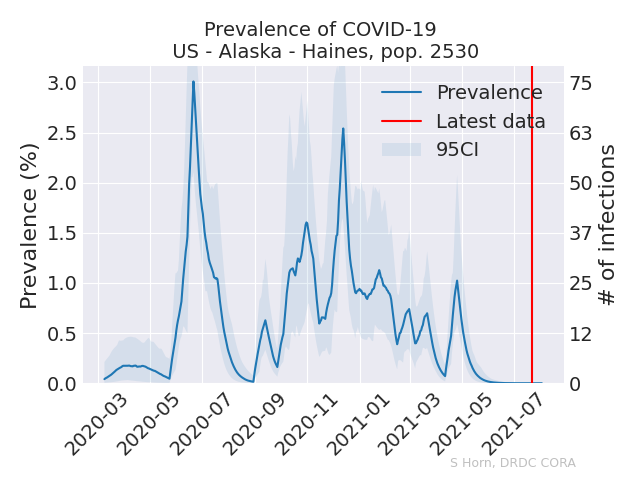 Prevalence of COVID-19
US - Alaska - Haines, pop. 2530
Prevalence (%)
3.0
2.5
2.0
1.5
1.0
0.5
0.0
Prevalence
Latest data
95CI
75
63
50
37
25
12
0
# of infections
2020-03
2020-05
2020-07
2020-09
2020-11
2021-01
2021-03
2021-05
2021-07
S Horn, DRDC CORA